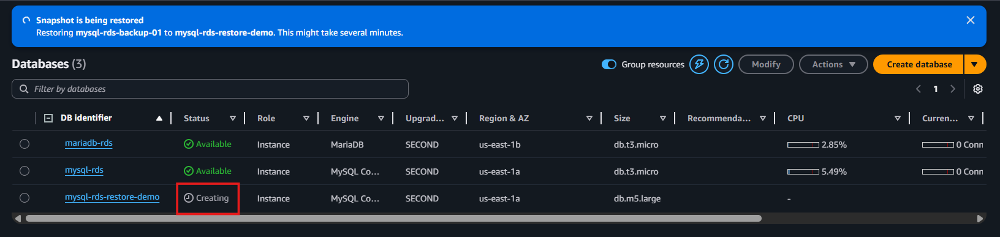 Snapshot is being restored
Restoring mysql-rds-backup-01 to mysql-rds-restore-demo. This might take several minutes.
Databases (3)
Group resources
Modify
Actions
Create database
Filter by databases
1
DB identifier Status Role Engine Upgrad... Region & AZ Size Recommenda... CPU Curren...
mariadb-rds Available Instance MariaDB SECOND us-east-1b db.t3.micro 2.85% 0 Conn
mysql-rds Available Instance MySQL Co... SECOND us-east-1a db.t3.micro 5.49% 0 Conn
mysql-rds-restore-demo Creating Instance MySQL Co... SECOND us-east-1a db.m5.large -